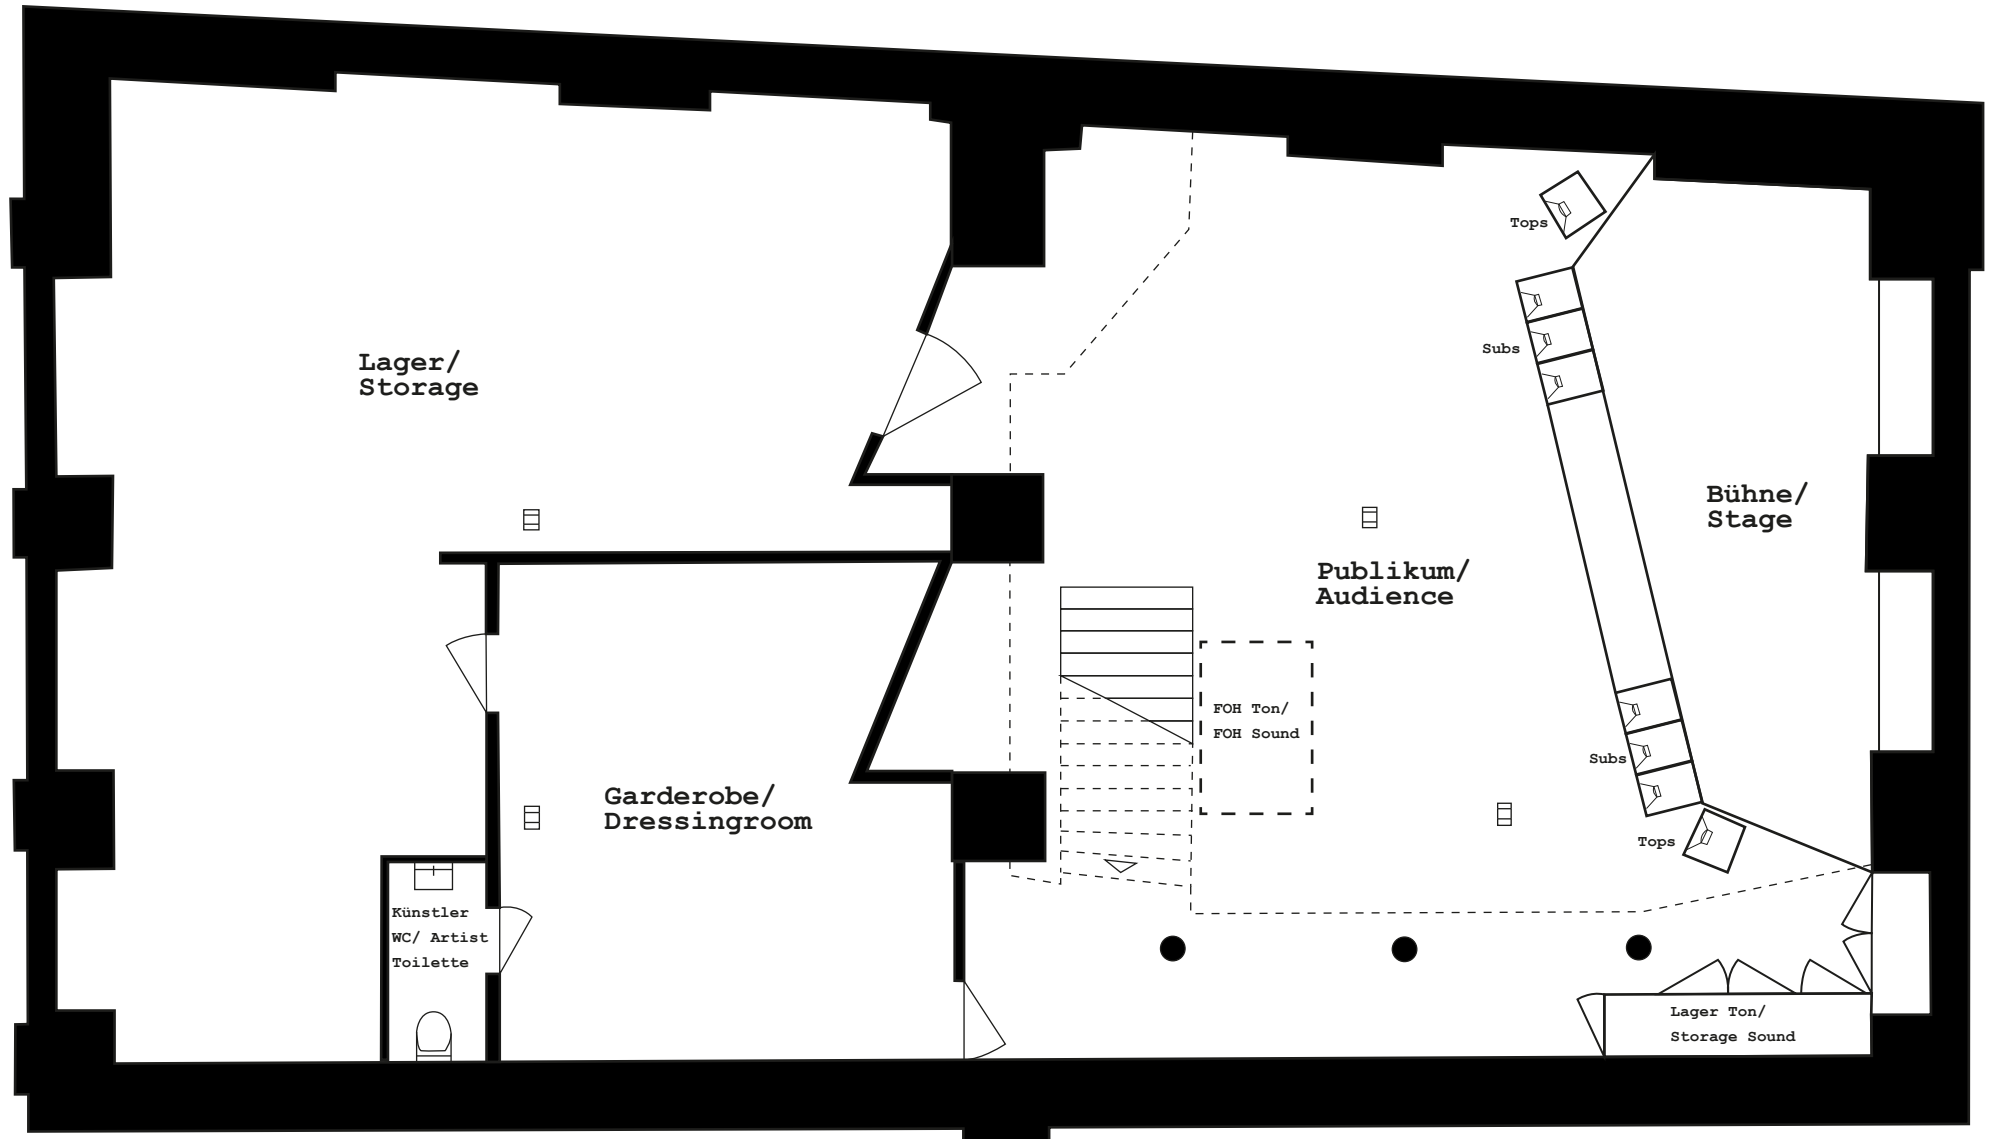 Tops
Lager/
Storage
Subs
Bühne/
Stage
Publikum/
Audience
FOH Ton/
FOH Sound
Subs
Garderobe/
Dressingroom
Tops
Künstler
WC/ Artist
Toilette
Lager Ton/
Storage Sound